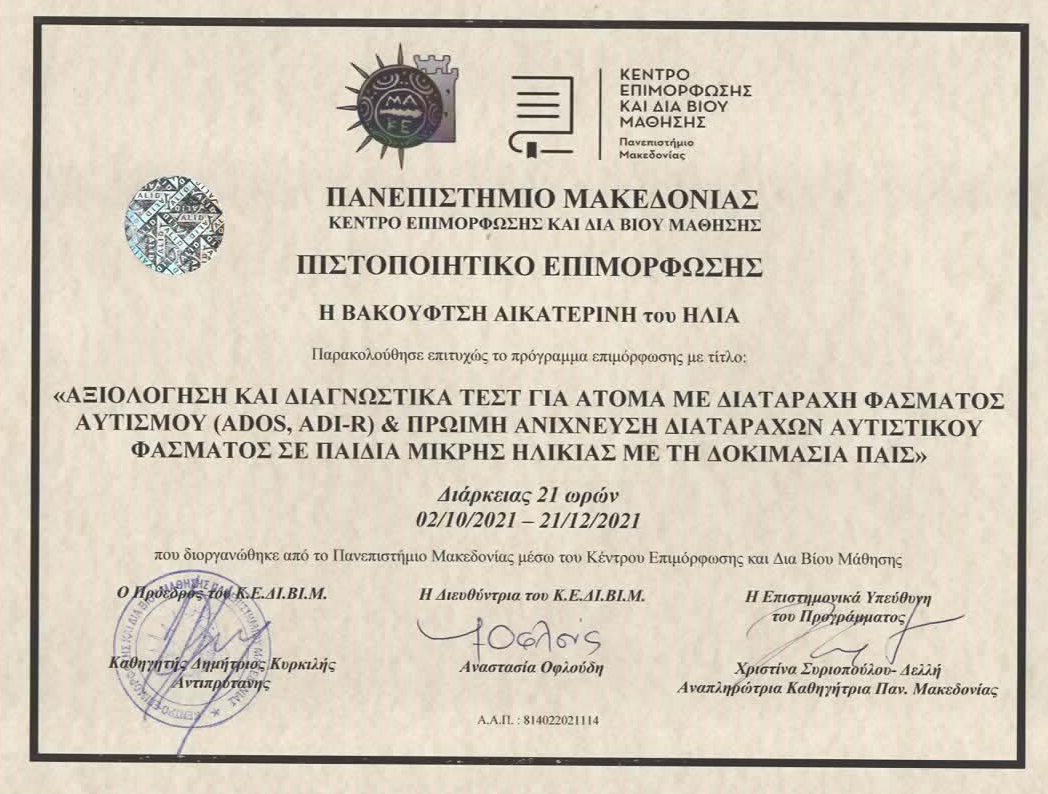 ΜΑ
ΚΕ
ΚΕΝΤΡΟ
ΕΠΙΜΟΡΦΩΣΗΣ
ΚΑΙ ΔΙΑ ΒΙΟΥ
ΜΑΘΗΣΗΣ
Πανεπιστήμιο
Μακεδονίας
VALID
ΠΑΝΕΠΙΣΤΗΜΙΟ ΜΑΚΕΔΟΝΙΑΣ
ΚΕΝΤΡΟ ΕΠΙΜΟΡΦΩΣΗΣ ΚΑΙ ΔΙΑ ΒΙΟΥ ΜΑΘΗΣΗΣ
ΠΙΣΤΟΠΟΙΗΤΙΚΟ ΕΠΙΜΟΡΦΩΣΗΣ
Η ΒΑΚΟΥΦΤΣΗ ΑΙΚΑΤΕΡΙΝΗ του ΗΛΙΑ
Παρακολούθησε επιτυχώς το πρόγραμμα επιμόρφωσης με τίτλο:
«ΑΞΙΟΛΟΓΗΣΗ ΚΑΙ ΔΙΑΓΝΩΣΤΙΚΑ ΤΕΣΤ ΓΙΑ ΑΤΟΜΑ ΜΕ ΔΙΑΤΑΡΑΧΗ ΦΑΣΜΑΤΟΣ
ΑΥΤΙΣΜΟΥ (ADOS, ADI-R) & ΠΡΩΙΜΗ ΑΝΙΧΝΕΥΣΗ ΔΙΑΤΑΡΑΧΩΝ ΑΥΤΙΣΤΙΚΟΥ
ΦΑΣΜΑΤΟΣ ΣΕ ΠΑΙΔΙΑ ΜΙΚΡΗΣ ΗΛΙΚΙΑΣ ΜΕ ΤΗ ΔΟΚΙΜΑΣΙΑ ΠΑΙΣ»
Διάρκειας 21 ωρών
02/10/2021 – 21/12/2021
που διοργανώθηκε από το Πανεπιστήμιο Μακεδονίας μέσω του Κέντρου Επιμόρφωσης και Δια Βίου Μάθησης
Ο Πρόεδρος του Κ.Ε.ΔΙ.ΒΙ.Μ.
Η Διευθύντρια του Κ.Ε.ΔΙ.ΒΙ.Μ.
Η Επιστημονικά Υπεύθυνη
του Προγράμματος
Καθηγητής Δημήτριος Κυρκιλής
Αντιπρύτανης
Αναστασία Οφλούδη
Χριστίνα Συριοπούλου- Δελλή
Αναπληρώτρια Καθηγήτρια Παν. Μακεδονίας
Α.Α.Π. : 814022021114